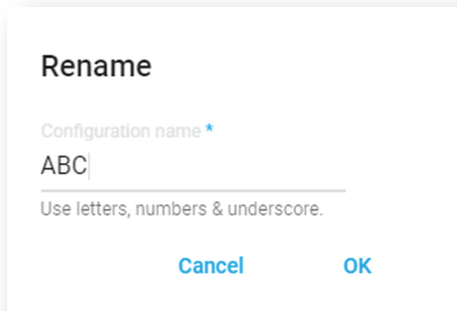 Rename
Configuration name *
ABC
Use letters, numbers & underscore.
Cancel OK